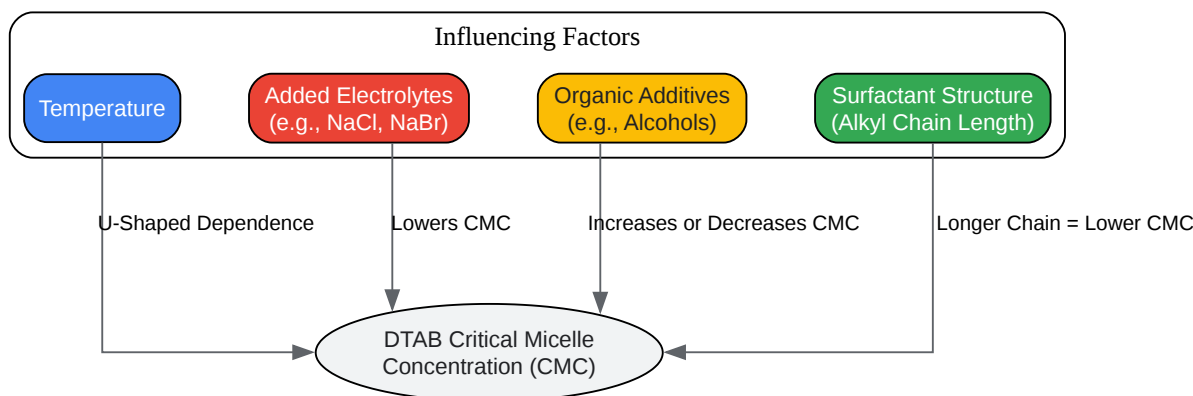 Influencing Factors
Temperature
Added Electrolytes
(e.g., NaCl, NaBr)
Organic Additives
(e.g., Alcohols)
Surfactant Structure
(Alkyl Chain Length)
U-Shaped Dependence
Lowers CMC
Increases or Decreases CMC
Longer Chain = Lower CMC
DTAB Critical Micelle
Concentration (CMC)